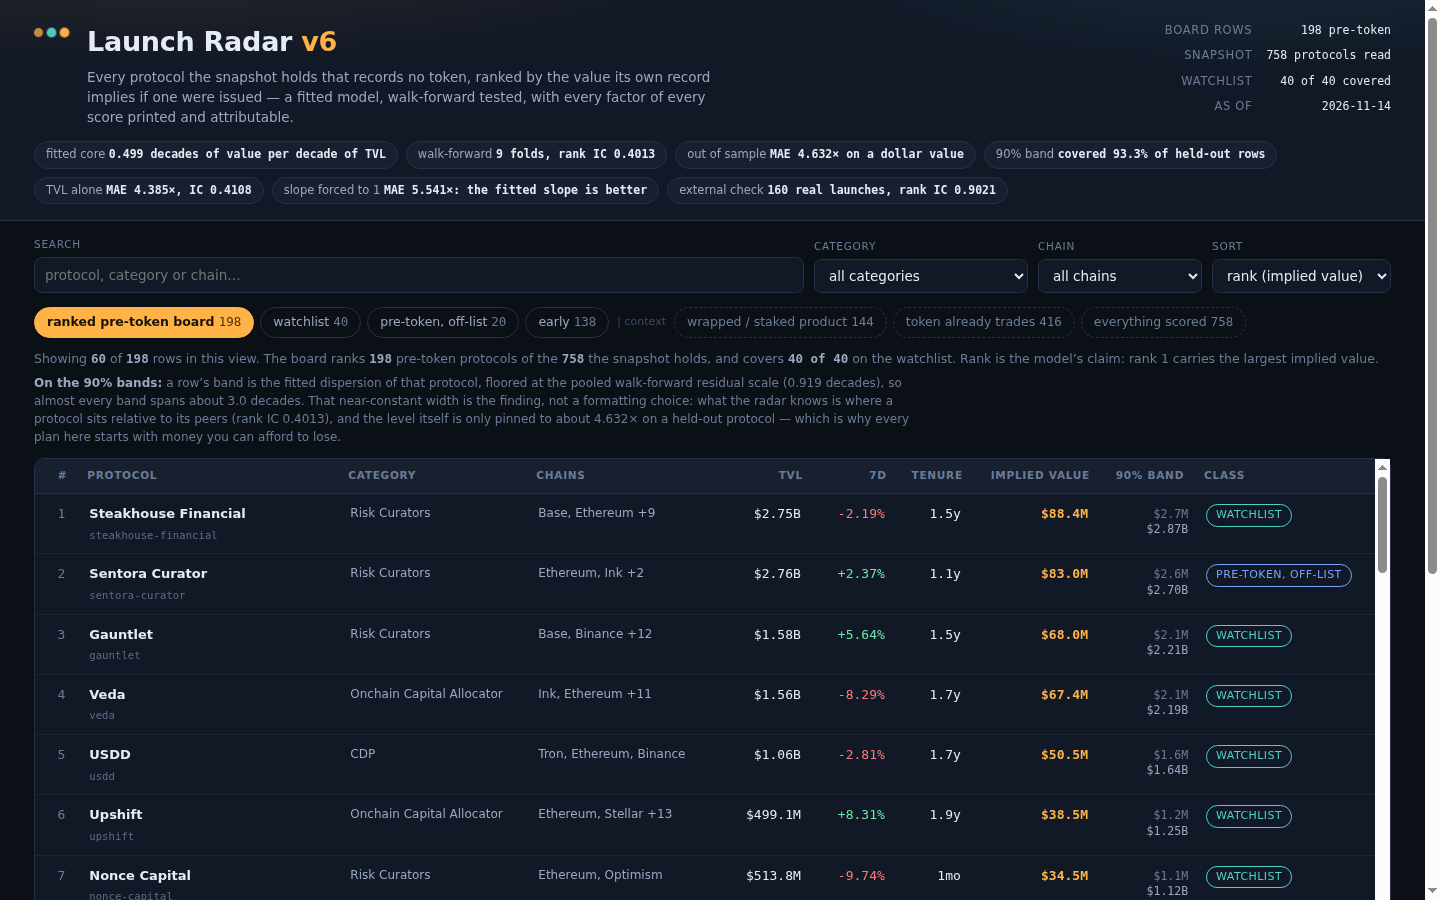 Launch Radar v6
Every protocol the snapshot holds that records no token, ranked by the value its own record
implies if one were issued — a fitted model, walk-forward tested, with every factor of every
score printed and attributable.
BOARD ROWS 198 pre-token
SNAPSHOT 758 protocols read
WATCHLIST 40 of 40 covered
AS OF 2026-11-14
fitted core 0.499 decades of value per decade of TVL
walk-forward 9 folds, rank IC 0.4013
out of sample MAE 4.632× on a dollar value
90% band covered 93.3% of held-out rows
TVL alone MAE 4.385×, IC 0.4108
slope forced to 1 MAE 5.541×: the fitted slope is better
external check 160 real launches, rank IC 0.9021
SEARCH
protocol, category or chain...
CATEGORY
all categories
CHAIN
all chains
SORT
rank (implied value)
ranked pre-token board 198
watchlist 40
pre-token, off-list 20
early 138
| context
wrapped / staked product 144
token already trades 416
everything scored 758
Showing 60 of 198 rows in this view. The board ranks 198 pre-token protocols of the 758 the snapshot holds, and covers 40 of 40 on the watchlist. Rank is the model's claim: rank 1 carries the largest implied value.
On the 90% bands: a row's band is the fitted dispersion of that protocol, floored at the pooled walk-forward residual scale (0.919 decades), so
almost every band spans about 3.0 decades. That near-constant width is the finding, not a formatting choice: what the radar knows is where a
protocol sits relative to its peers (rank IC 0.4013), and the level itself is only pinned to about 4.632× on a held-out protocol — which is why every
plan here starts with money you can afford to lose.
# PROTOCOL CATEGORY CHAINS TVL 7D TENURE IMPLIED VALUE 90% BAND CLASS
1 Steakhouse Financial Risk Curators Base, Ethereum +9 $2.75B -2.19% 1.5y $88.4M $2.7M WATCHLIST
steakhouse-financial $2.87B
2 Sentora Curator Risk Curators Ethereum, Ink +2 $2.76B +2.37% 1.1y $83.0M $2.6M PRE-TOKEN, OFF-LIST
sentora-curator $2.70B
3 Gauntlet Risk Curators Base, Binance +12 $1.58B +5.64% 1.5y $68.0M $2.1M WATCHLIST
gauntlet $2.21B
4 Veda Onchain Capital Allocator Ink, Ethereum +11 $1.56B -8.29% 1.7y $67.4M $2.1M WATCHLIST
veda $2.19B
5 USDD CDP Tron, Ethereum, Binance $1.06B -2.81% 1.7y $50.5M $1.6M WATCHLIST
usdd $1.64B
6 Upshift Onchain Capital Allocator Ethereum, Stellar +13 $499.1M +8.31% 1.9y $38.5M $1.2M WATCHLIST
upshift $1.25B
7 Nonce Capital Risk Curators Ethereum, Optimism $513.8M -9.74% 1mo $34.5M $1.1M WATCHLIST
nonce-capital $1.12B